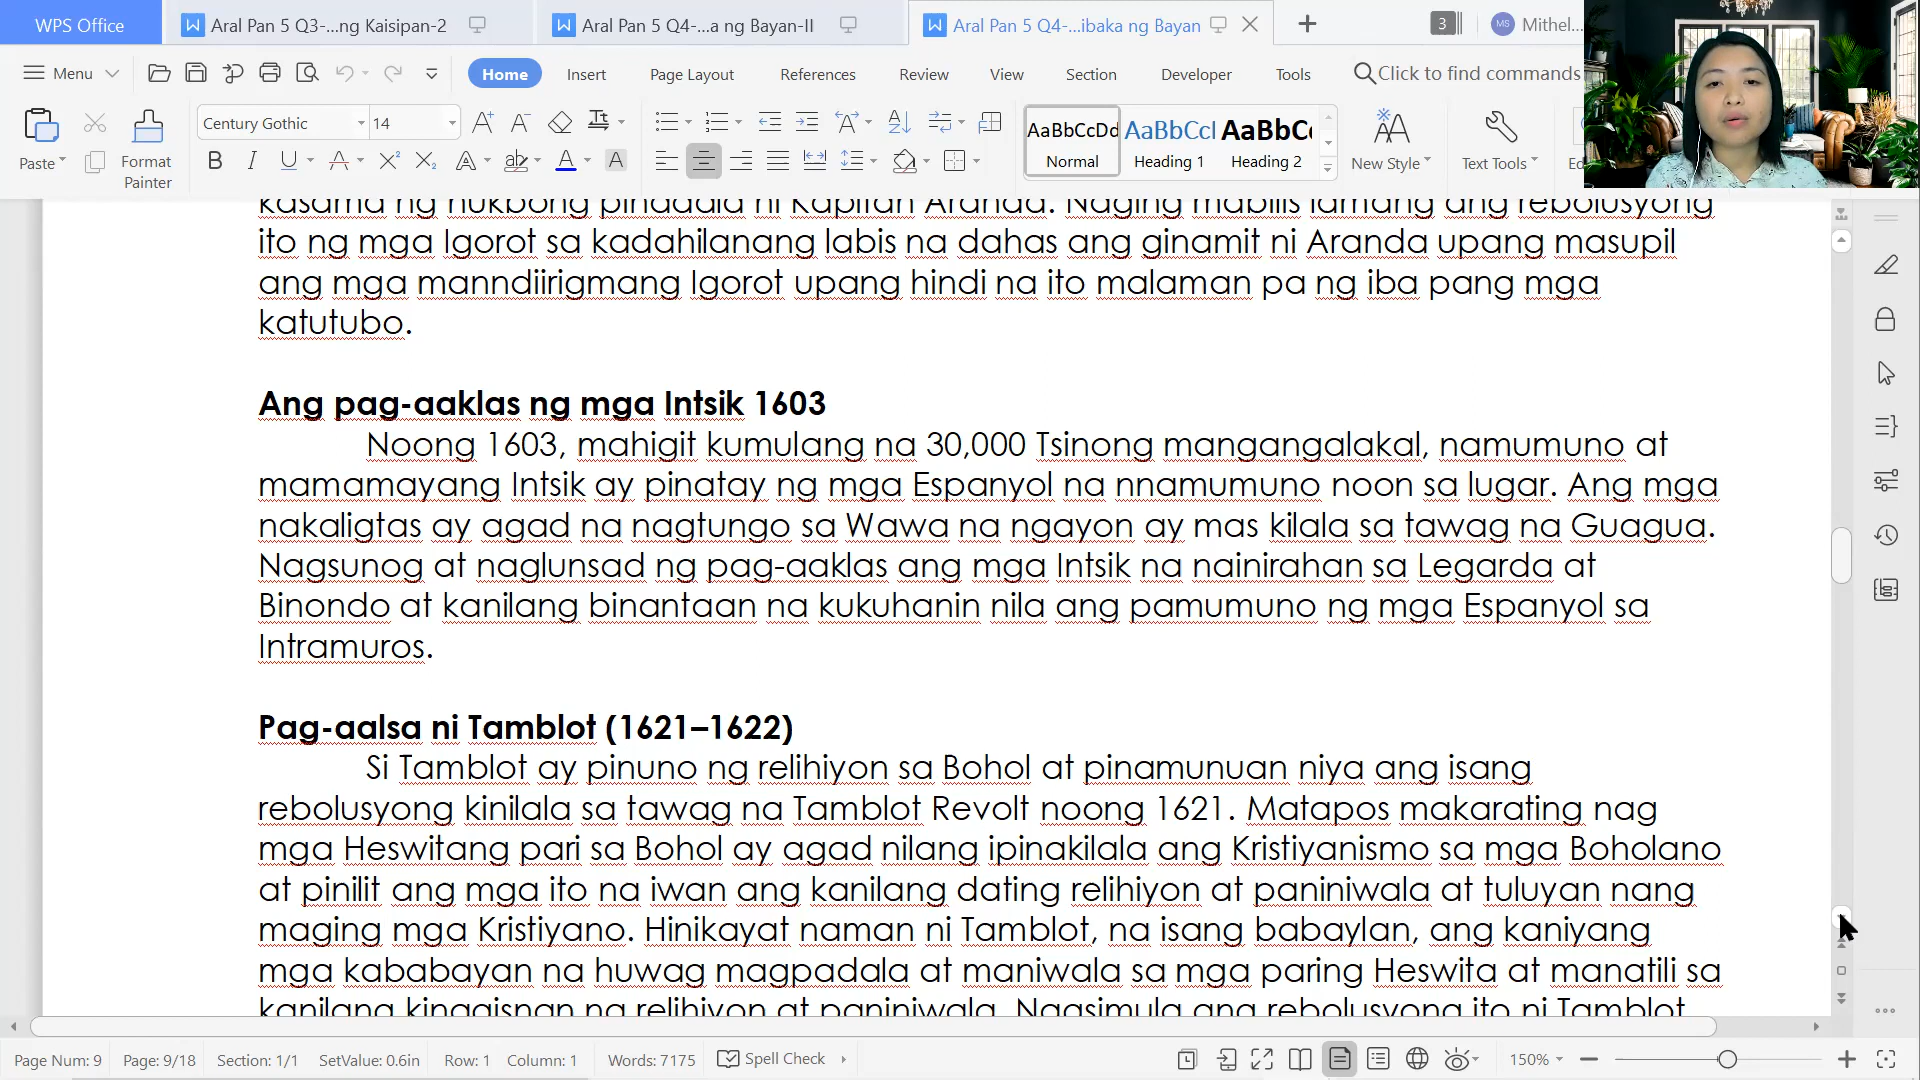 WPS Office
Aral Pan 5 Q3-...ng Kaisipan-2
Aral Pan 5 Q4-...a ng Bayan-II
Aral Pan 5 Q4-...ibaka ng Bayan
3
MS
Mithel...
Menu
Home
Insert
Page Layout
References
Review
View
Section
Developer
Tools
Click to find commands
Paste
Format
Painter
Century Gothic
14
AaBbCcDd
Normal
AaBbCcl
Heading 1
AaBbCc
Heading 2
New Style
Text Tools
kasama ng hukbong pinadala ni Kapitan Aranda. Naging mabilis lamang ang rebolusyong
ito ng mga Igorot sa kadahilanang labis na dahas ang ginamit ni Aranda upang masupil
ang mga manndiirigmang Igorot upang hindi na ito malaman pa ng iba pang mga
katutubo.
Ang pag-aaklas ng mga Intsik 1603
Noong 1603, mahigit kumulang na 30,000 Tsinong mangangalakal, namumuno at
mamamayang Intsik ay pinatay ng mga Espanyol na nnamumuno noon sa lugar. Ang mga
nakaligtas ay agad na nagtungo sa Wawa na ngayon ay mas kilala sa tawag na Guagua.
Nagsunog at naglunsad ng pag-aaklas ang mga Intsik na nainirahan sa Legarda at
Binondo at kanilang binantaan na kukuhanin nila ang pamumuno ng mga Espanyol sa
Intramuros.
Pag-aalsa ni Tamblot (1621–1622)
Si Tamblot ay pinuno ng relihiyon sa Bohol at pinamunuan niya ang isang
rebolusyong kinilala sa tawag na Tamblot Revolt noong 1621. Matapos makarating nag
mga Heswitang pari sa Bohol ay agad nilang ipinakilala ang Kristiyanismo sa mga Boholano
at pinilit ang mga ito na iwan ang kanilang dating relihiyon at paniniwala at tuluyan nang
maging mga Kristiyano. Hinikayat naman ni Tamblot, na isang babaylan, ang kaniyang
mga kababayan na huwag magpadala at maniwala sa mga paring Heswita at manatili sa
kanilang kinagisnan na relihiyon at paniniwala. Nagsimula ang rebolusyong ito ni Tamblot
Page Num: 9
Page: 9/18
Section: 1/1
SetValue: 0.6in
Row: 1
Column: 1
Words: 7175
Spell Check
150%